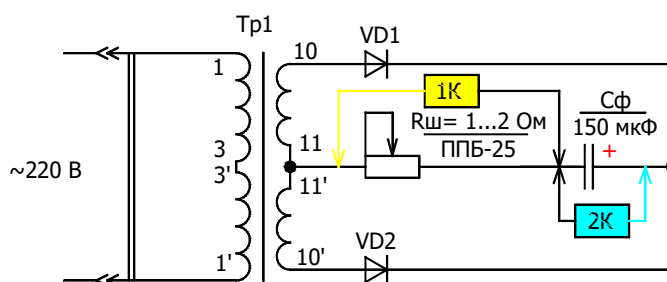 Тр1
10
VD1
1
1К
Сф
Rш= 1...2 Ом
150 мкФ
ППБ-25
+
11
3
~220 В
3'
11'
2К
VD2
1'
10'